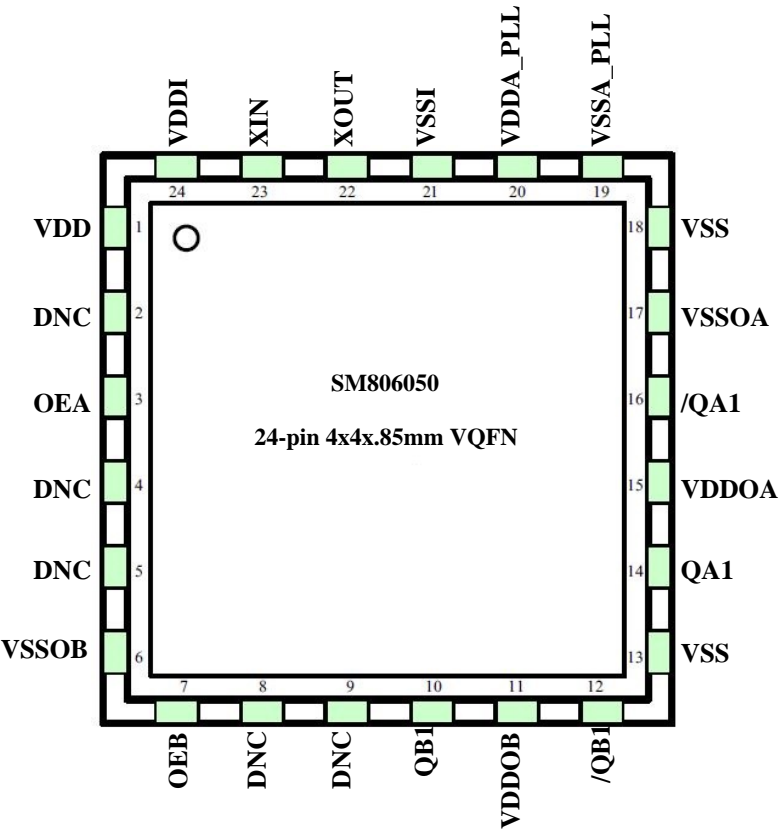 VDDI
XIN
XOUT
VSSI
VDDA_PLL
VSSA_PLL
24
23
22
21
20
19
VDD
1
18
VSS
DNC
2
17
VSSOA
OEA
3
16
/QA1
SM806050
24-pin 4x4x.85mm VQFN
DNC
4
15
VDDOA
DNC
5
14
QA1
VSSOB
6
13
VSS
7
8
9
10
11
12
OEB
DNC
DNC
QB1
VDDOB
/QB1